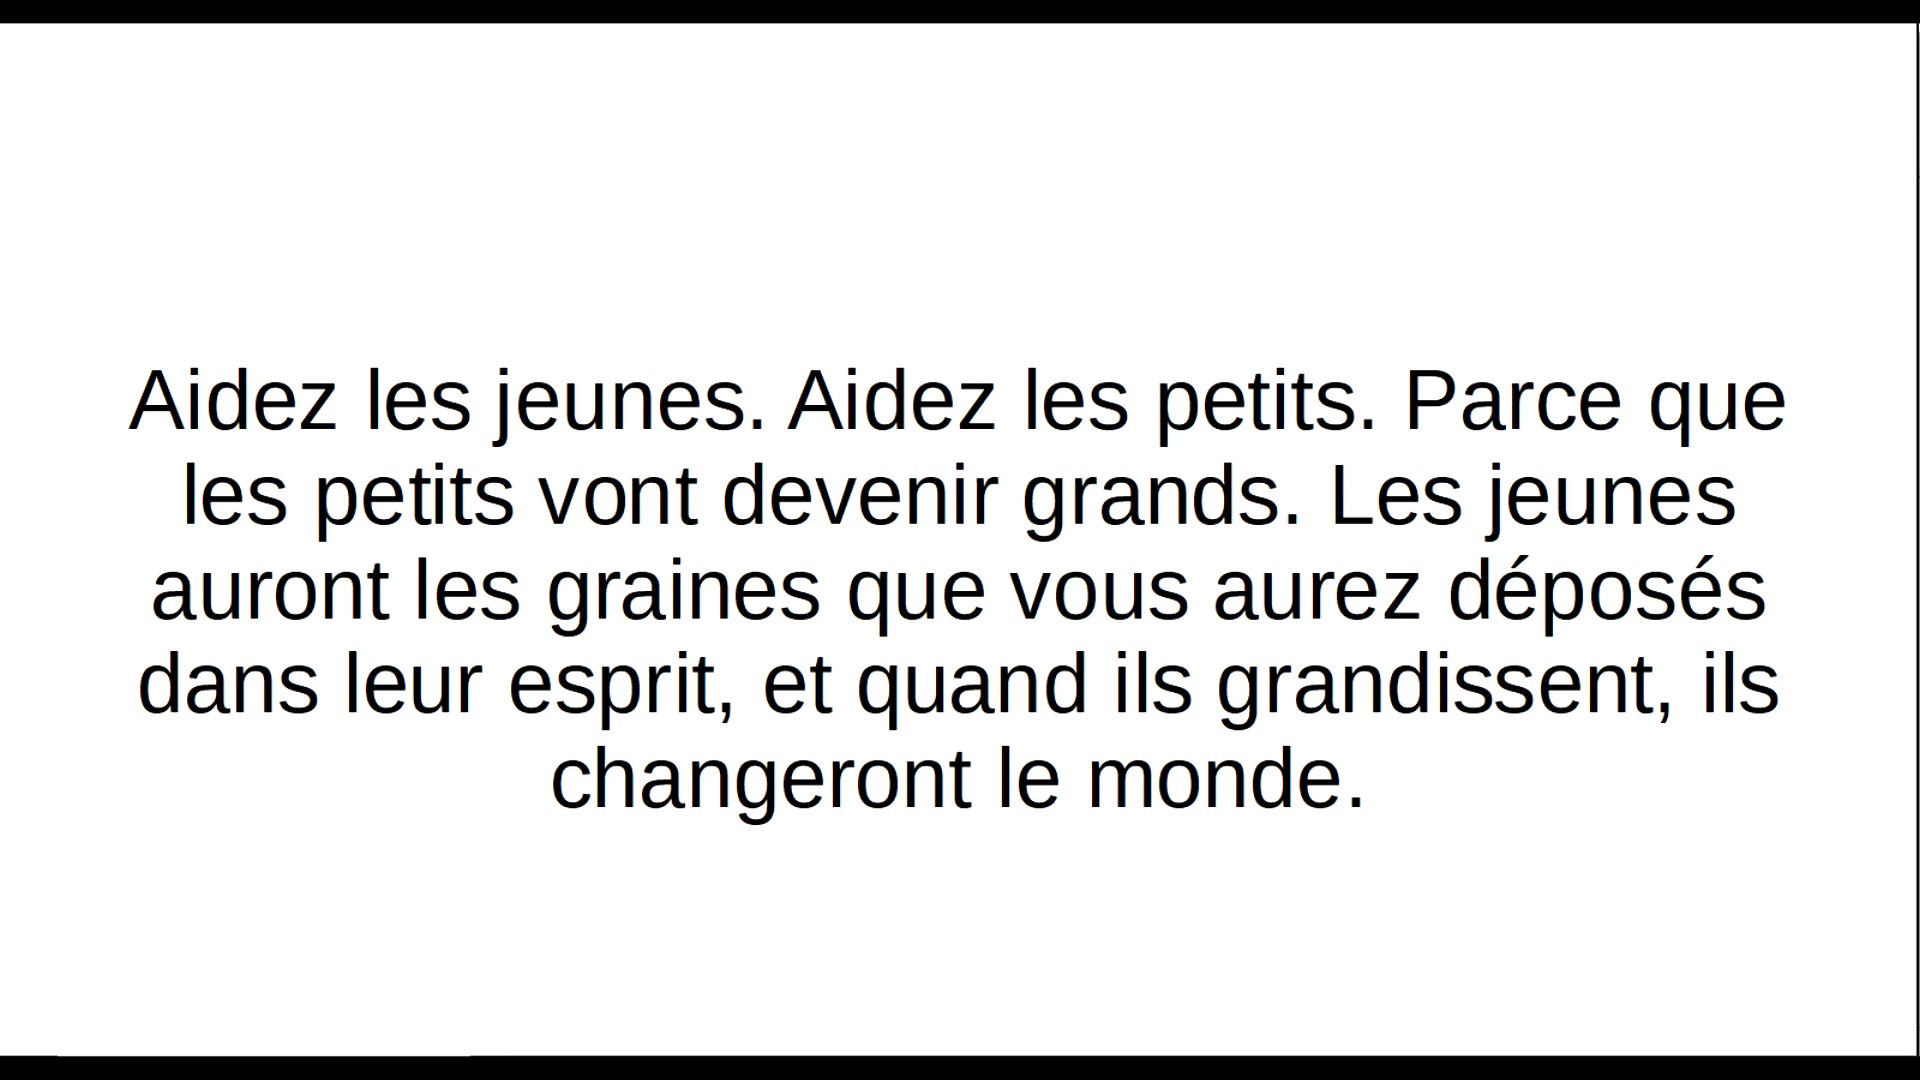 Aidez les jeunes. Aidez les petits. Parce que
les petits vont devenir grands. Les jeunes
auront les graines que vous aurez déposés
dans leur esprit, et quand ils grandissent, ils
changeront le monde.